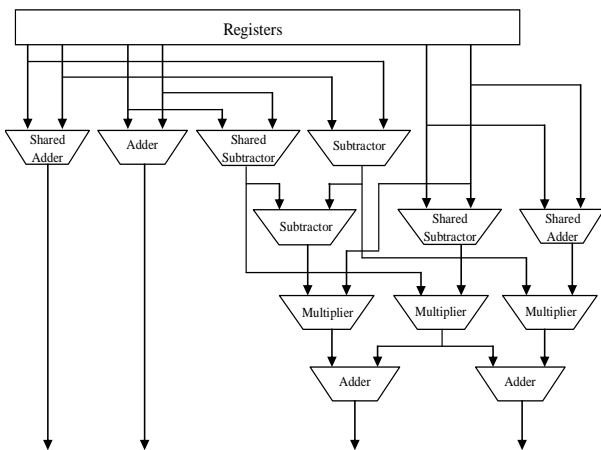 Registers
Shared
Adder
Adder
Shared
Subtractor
Subtractor
Subtractor
Shared
Subtractor
Shared
Adder
Multiplier
Multiplier
Multiplier
Adder
Adder